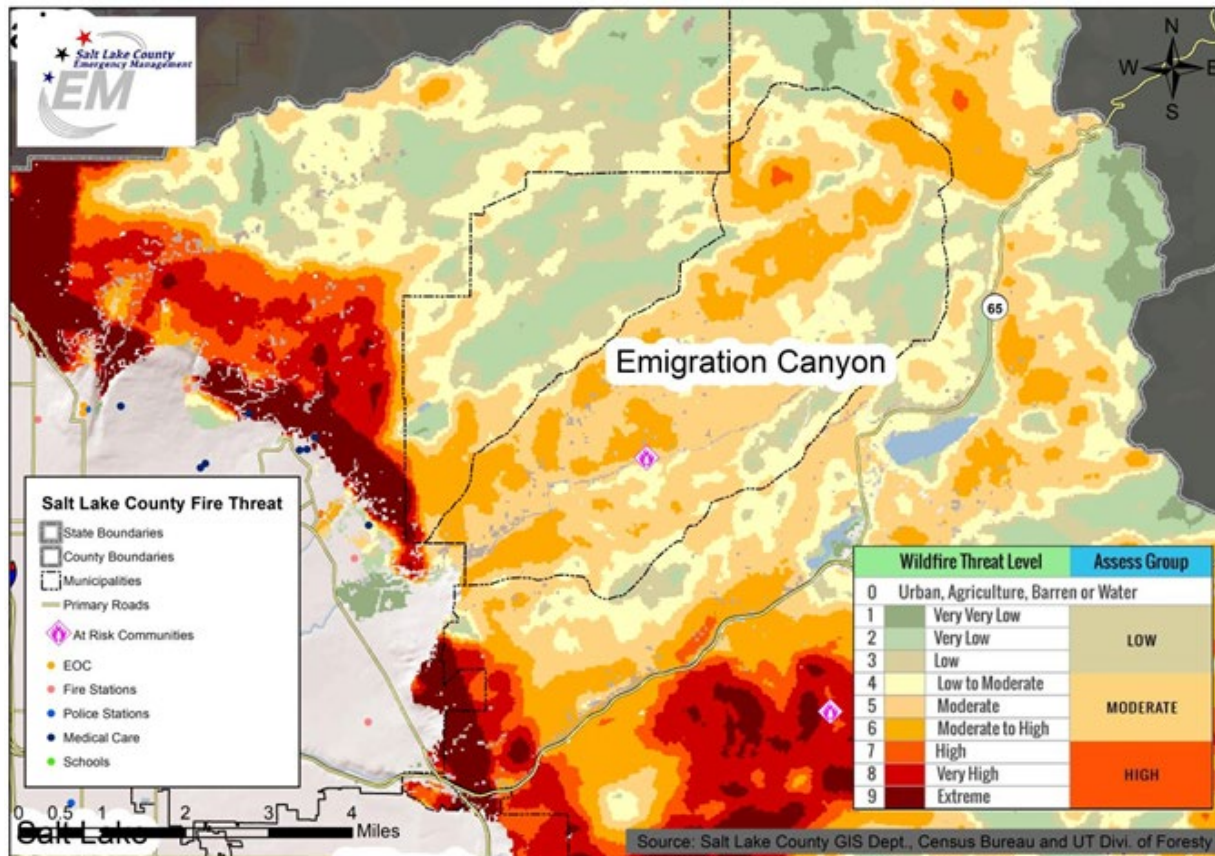 Salt Lake County
Emergency Management
EM
N
W
E
S
65
Emigration Canyon
Salt Lake County Fire Threat
State Boundaries
County Boundaries
Municipalities
Primary Roads
At Risk Communities
EOC
Fire Stations
Police Stations
Medical Care
Schools
Wildfire Threat Level Assess Group
0 Urban, Agriculture, Barren or Water
1 Very Very Low
2 Very Low
3 Low
LOW
4 Low to Moderate
5 Moderate
6 Moderate to High
MODERATE
7 High
8 Very High
9 Extreme
HIGH
Salt Lake
0 0.5 1 2 3 4 Miles
Source: Salt Lake County GIS Dept., Census Bureau and UT Divi. of Foresty